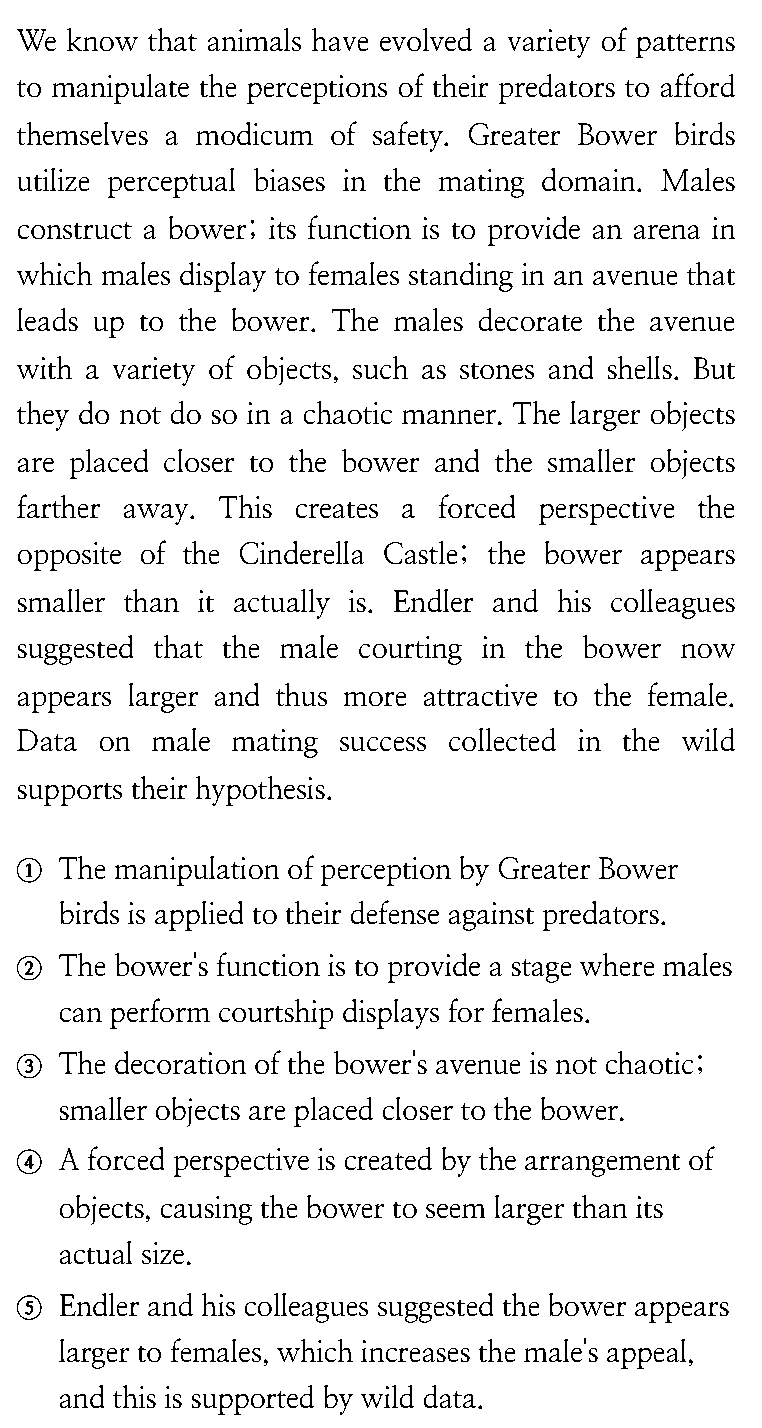 We know that animals have evolved a variety of patterns
to manipulate the perceptions of their predators to afford
themselves a modicum of safety. Greater Bower birds
utilize perceptual biases in the mating domain. Males
construct a bower; its function is to provide an arena in
which males display to females standing in an avenue that
leads up to the bower. The males decorate the avenue
with a variety of objects, such as stones and shells. But
they do not do so in a chaotic manner. The larger objects
are placed closer to the bower and the smaller objects
farther away. This creates a forced perspective the
opposite of the Cinderella Castle; the bower appears
smaller than it actually is. Endler and his colleagues
suggested that the male courting in the bower now
appears larger and thus more attractive to the female.
Data on male mating success collected in the wild
supports their hypothesis.
① The manipulation of perception by Greater Bower
birds is applied to their defense against predators.
② The bower's function is to provide a stage where males
can perform courtship displays for females.
③ The decoration of the bower's avenue is not chaotic;
smaller objects are placed closer to the bower.
④ A forced perspective is created by the arrangement of
objects, causing the bower to seem larger than its
actual size.
⑤ Endler and his colleagues suggested the bower appears
larger to females, which increases the male's appeal,
and this is supported by wild data.